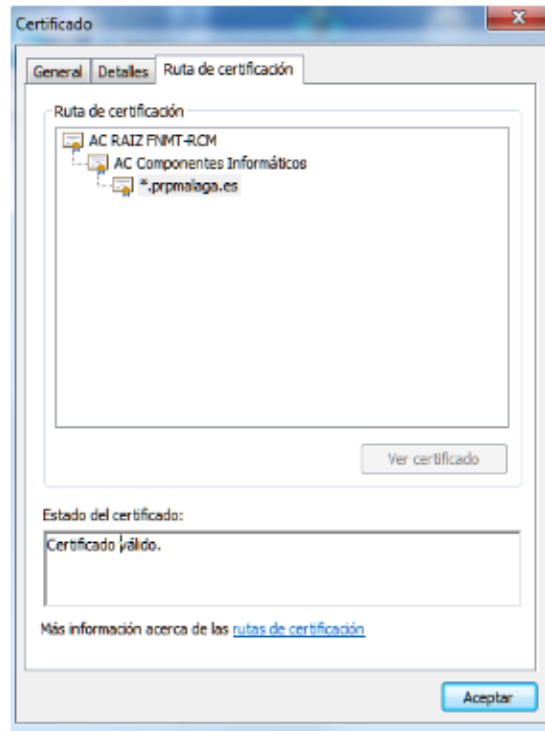 Certificado
General Detalles Ruta de certificación
Ruta de certificación
AC RAIZ FNMT-RCM
AC Componentes Informáticos
*.prpmalaga.es
Ver certificado
Estado del certificado:
Certificado válido.
Más información acerca de las rutas de certificación
Aceptar